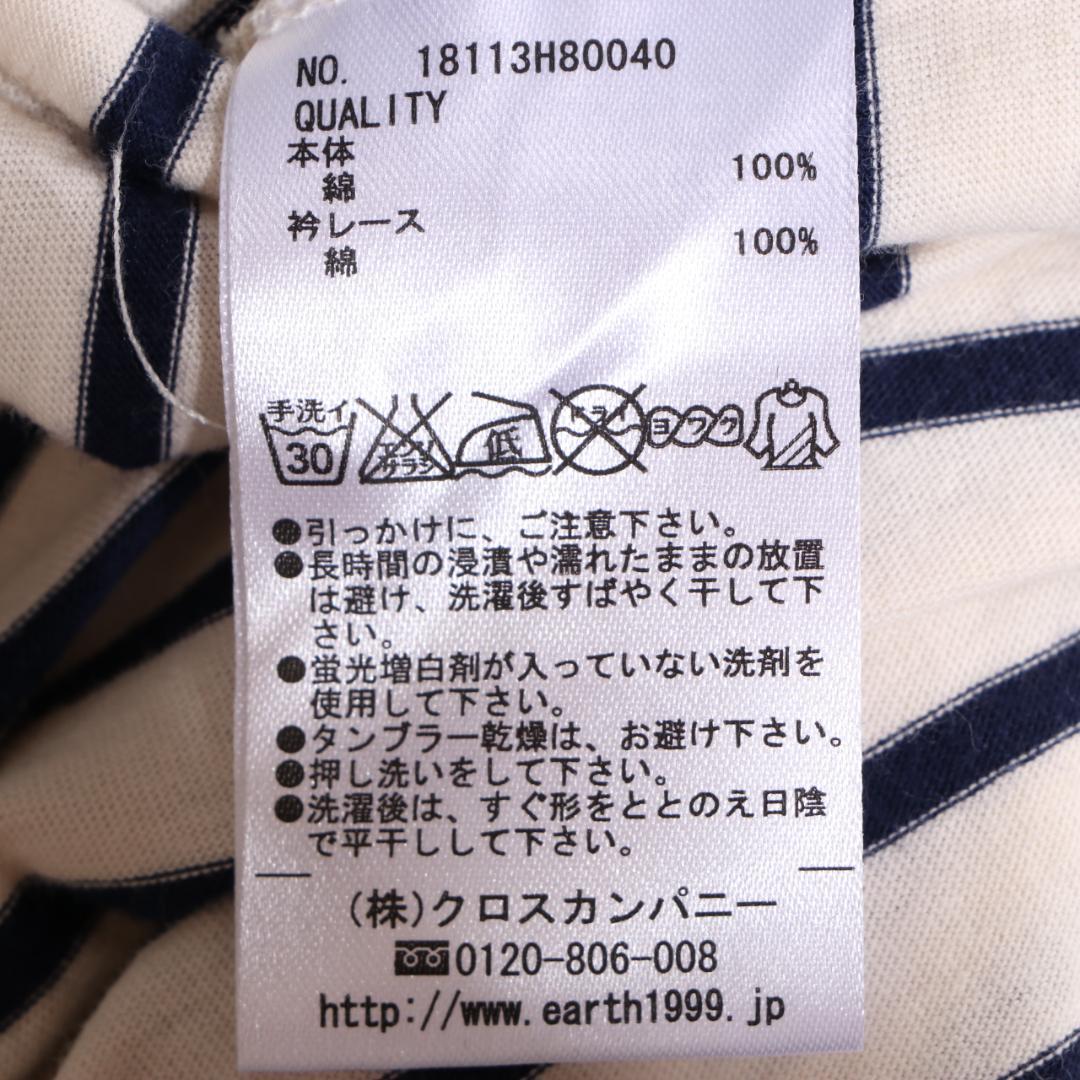 NO. 18113H80040
QUALITY
本体
綿 100%
衿レース
綿 100%
手洗イ 30 エンソ サラシ 低 ドライ ヨワク
●引っかけに、ご注意下さい。
●長時間の浸漬や濡れたままの放置
は避け、洗濯後すばやく干して下
さい。
●蛍光増白剤が入っていない洗剤を
使用して下さい。
●タンブラー乾燥は、お避け下さい。
●押し洗いをして下さい。
●洗濯後は、すぐ形をととのえ日陰
で平干しして下さい。
(株)クロスカンパニー
0120-806-008
http://www.earth1999.jp